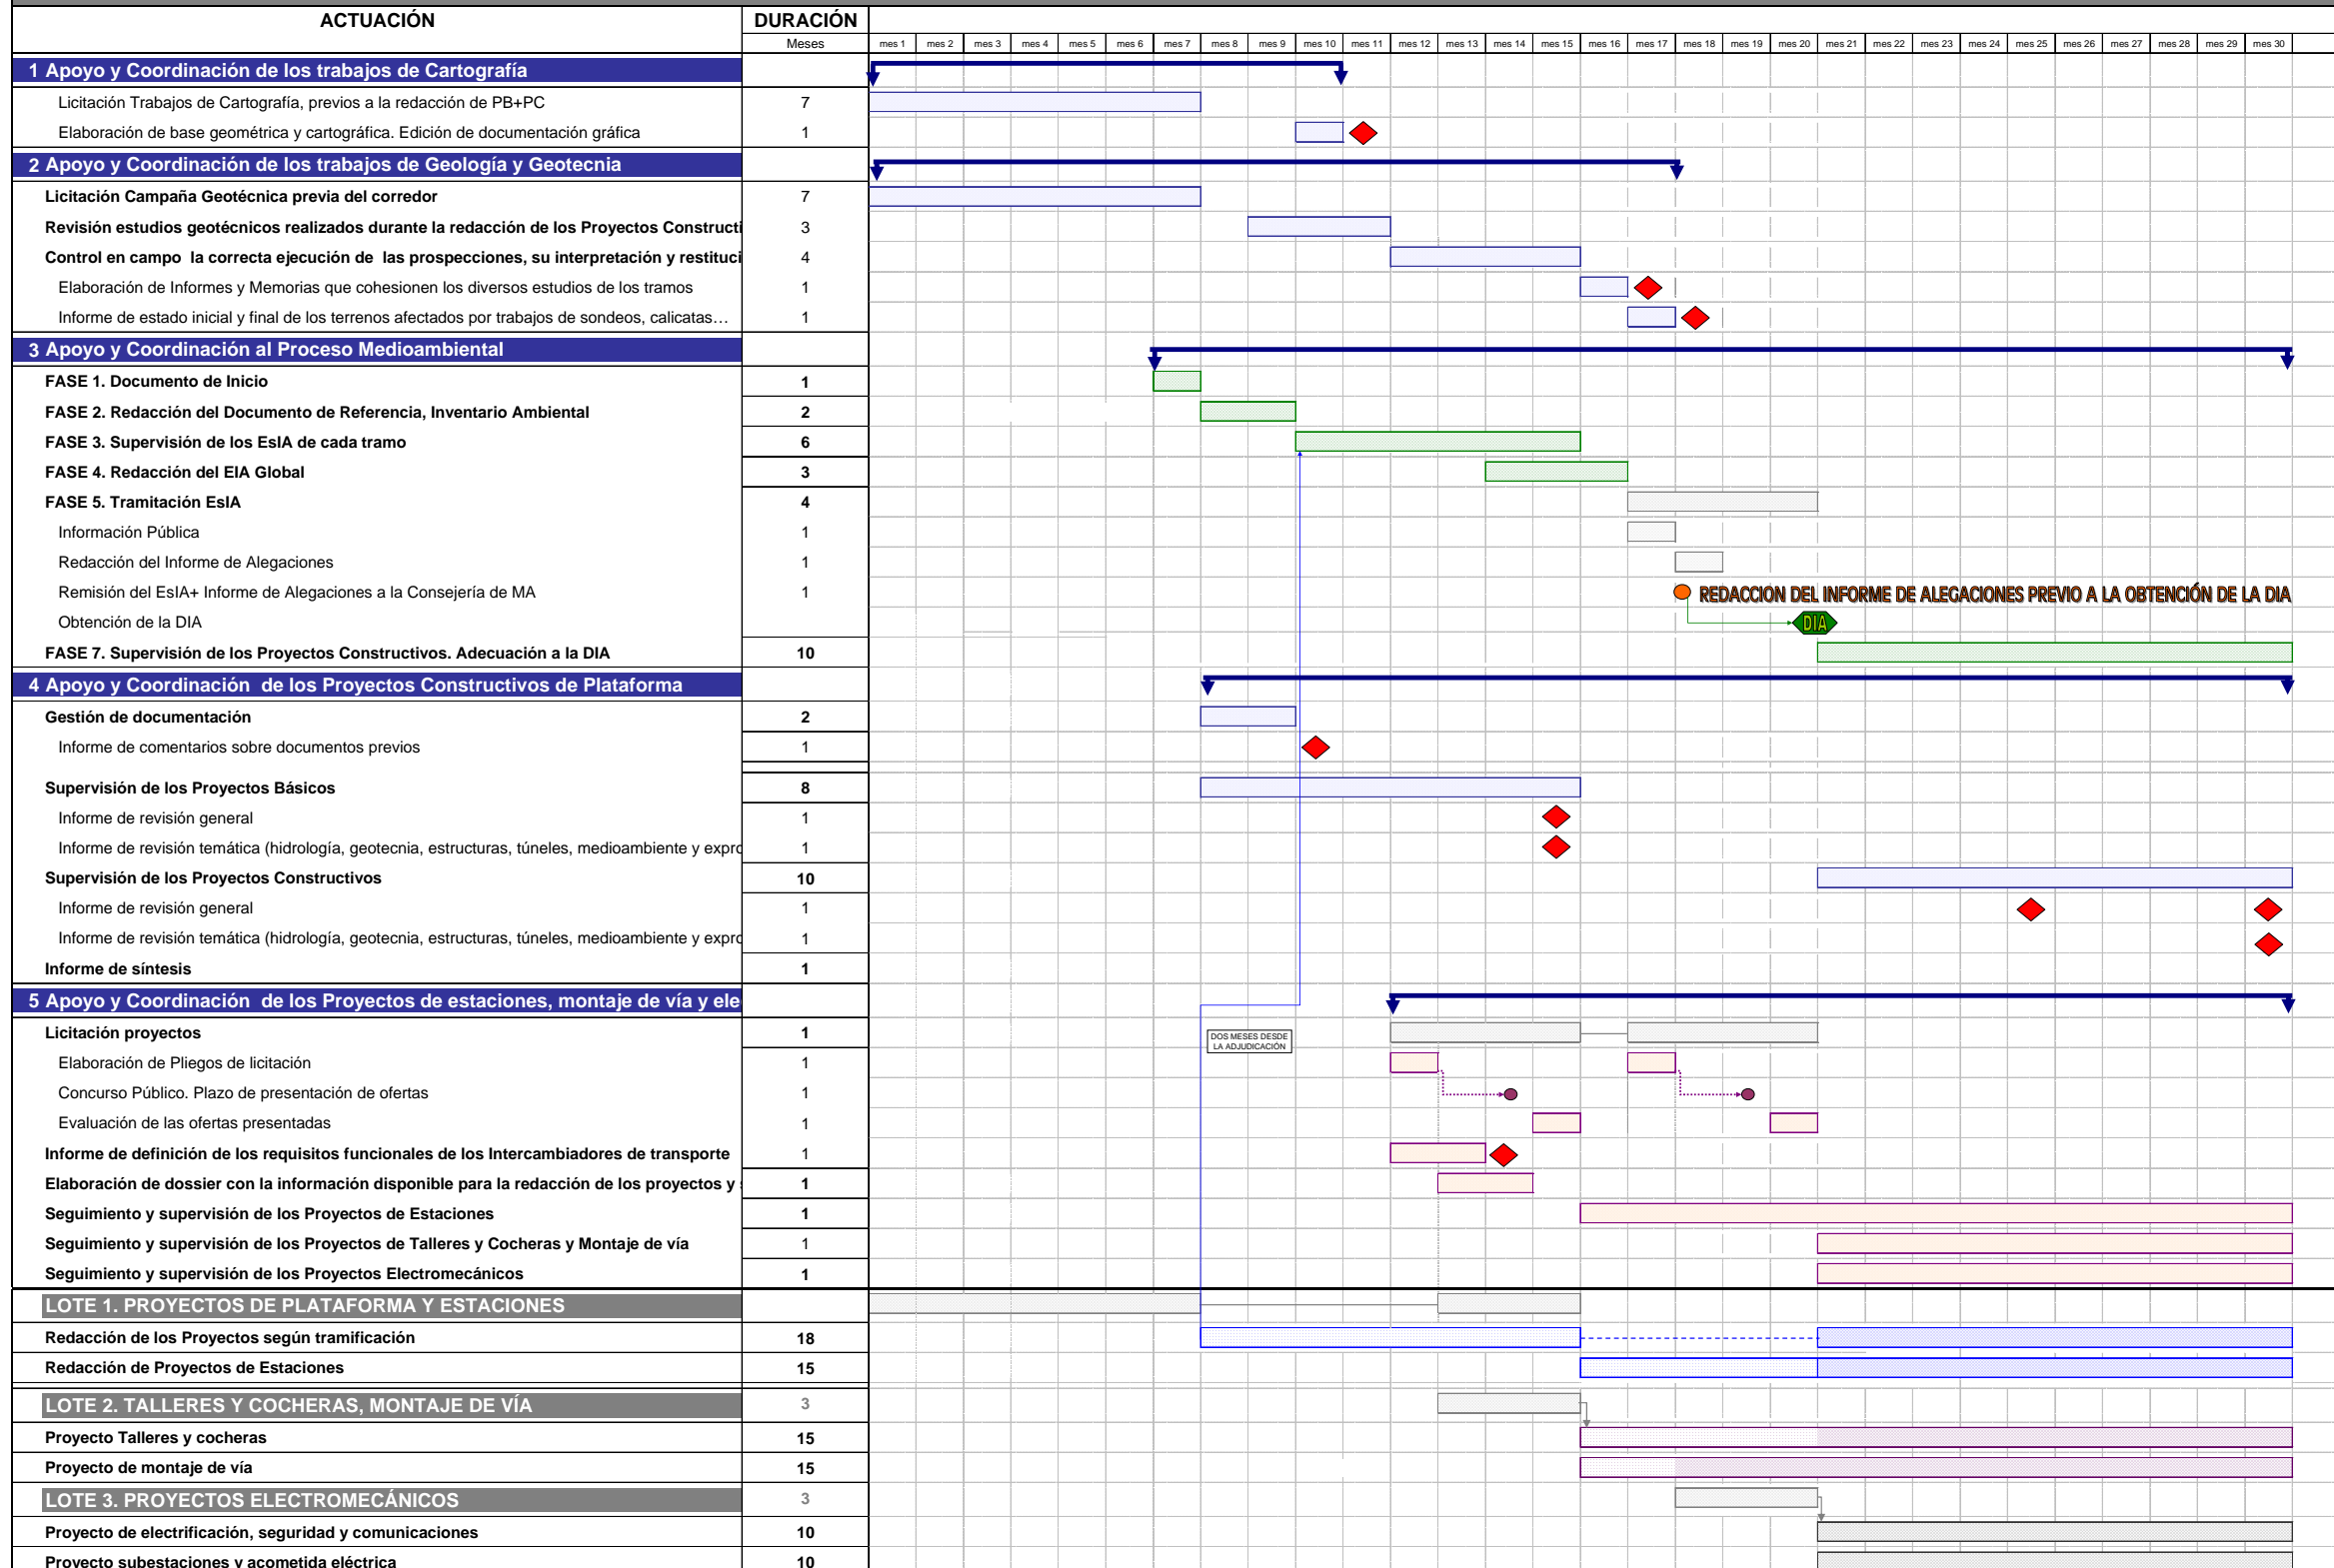 ACTUACIÓN DURACIÓN
Meses mes 1 mes 2 mes 3 mes 4 mes 5 mes 6 mes 7 mes 8 mes 9 mes 10 mes 11 mes 12 mes 13 mes 14 mes 15 mes 16 mes 17 mes 18 mes 19 mes 20 mes 21 mes 22 mes 23 mes 24 mes 25 mes 26 mes 27 mes 28 mes 29 mes 30
1 Apoyo y Coordinación de los trabajos de Cartografía
Licitación Trabajos de Cartografía, previos a la redacción de PB+PC 7
Elaboración de base geométrica y cartográfica. Edición de documentación gráfica 1
2 Apoyo y Coordinación de los trabajos de Geología y Geotecnia
Licitación Campaña Geotécnica previa del corredor 7
Revisión estudios geotécnicos realizados durante la redacción de los Proyectos Constructi 3
Control en campo la correcta ejecución de las prospecciones, su interpretación y restituci 4
Elaboración de Informes y Memorias que cohesionen los diversos estudios de los tramos 1
Informe de estado inicial y final de los terrenos afectados por trabajos de sondeos, calicatas… 1
3 Apoyo y Coordinación al Proceso Medioambiental
FASE 1. Documento de Inicio 1
FASE 2. Redacción del Documento de Referencia, Inventario Ambiental 2
FASE 3. Supervisión de los EsIA de cada tramo 6
FASE 4. Redacción del EIA Global 3
FASE 5. Tramitación EsIA 4
Información Pública 1
Redacción del Informe de Alegaciones 1
Remisión del EsIA+ Informe de Alegaciones a la Consejería de MA 1 REDACCION DEL INFORME DE ALEGACIONES PREVIO A LA OBTENCIÓN DE LA DIA
Obtención de la DIA DIA
FASE 7. Supervisión de los Proyectos Constructivos. Adecuación a la DIA 10
4 Apoyo y Coordinación de los Proyectos Constructivos de Plataforma
Gestión de documentación 2
Informe de comentarios sobre documentos previos 1
Supervisión de los Proyectos Básicos 8
Informe de revisión general 1
Informe de revisión temática (hidrología, geotecnia, estructuras, túneles, medioambiente y expro 1
Supervisión de los Proyectos Constructivos 10
Informe de revisión general 1
Informe de revisión temática (hidrología, geotecnia, estructuras, túneles, medioambiente y expro 1
Informe de síntesis 1
5 Apoyo y Coordinación de los Proyectos de estaciones, montaje de vía y ele
Licitación proyectos 1
DOS MESES DESDE
LA ADJUDICACIÓN
Elaboración de Pliegos de licitación 1
Concurso Público. Plazo de presentación de ofertas 1
Evaluación de las ofertas presentadas 1
Informe de definición de los requisitos funcionales de los Intercambiadores de transporte 1
Elaboración de dossier con la información disponible para la redacción de los proyectos y 1
Seguimiento y supervisión de los Proyectos de Estaciones 1
Seguimiento y supervisión de los Proyectos de Talleres y Cocheras y Montaje de vía 1
Seguimiento y supervisión de los Proyectos Electromecánicos 1
LOTE 1. PROYECTOS DE PLATAFORMA Y ESTACIONES
Redacción de los Proyectos según tramificación 18
Redacción de Proyectos de Estaciones 15
LOTE 2. TALLERES Y COCHERAS, MONTAJE DE VÍA 3
Proyecto Talleres y cocheras 15
Proyecto de montaje de vía 15
LOTE 3. PROYECTOS ELECTROMECÁNICOS 3
Proyecto de electrificación, seguridad y comunicaciones 10
Proyecto subestaciones y acometida eléctrica 10